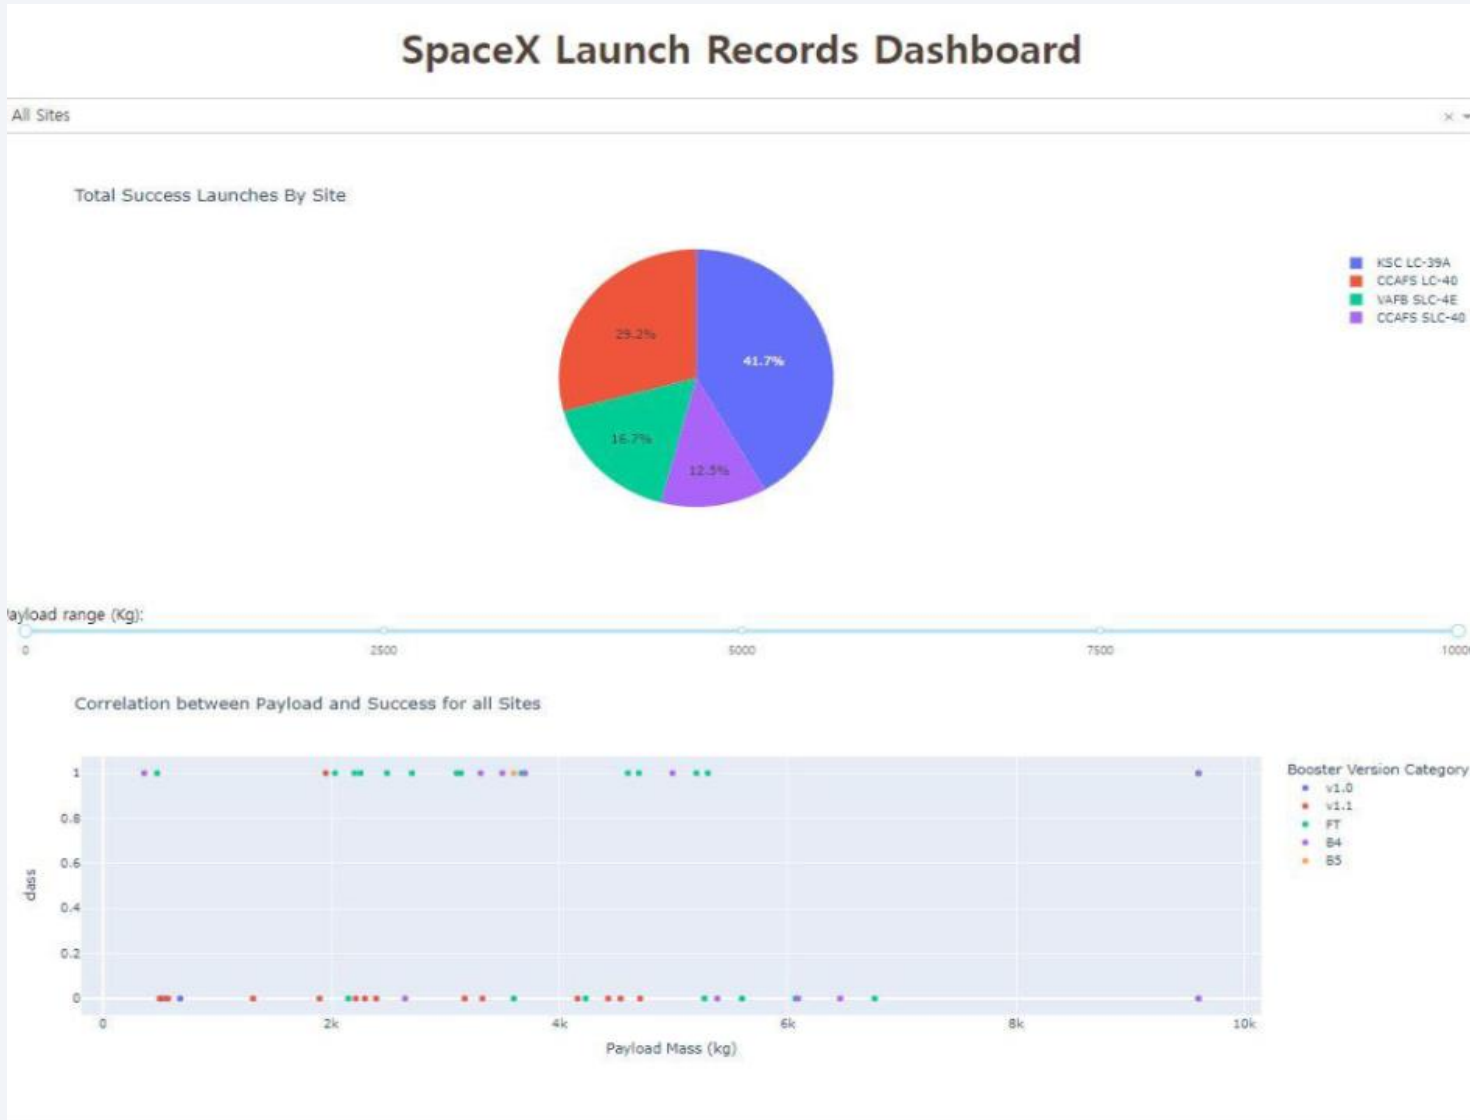 SpaceX Launch Records Dashboard
All Sites
Total Success Launches By Site
KSC LC-39A
CCAFS LC-40
VAFB SLC-4E
CCAFS SLC-40
29.2%
41.7%
16.7%
12.5%
ayload range (Kg):
0 2500 5000 7500 1000
Correlation between Payload and Success for all Sites
Booster Version Category
v1.0
v1.1
FT
B4
B5
1
0.8
0.6
0.4
0.2
0
class
0 2k 4k 6k 8k 10k
Payload Mass (kg)